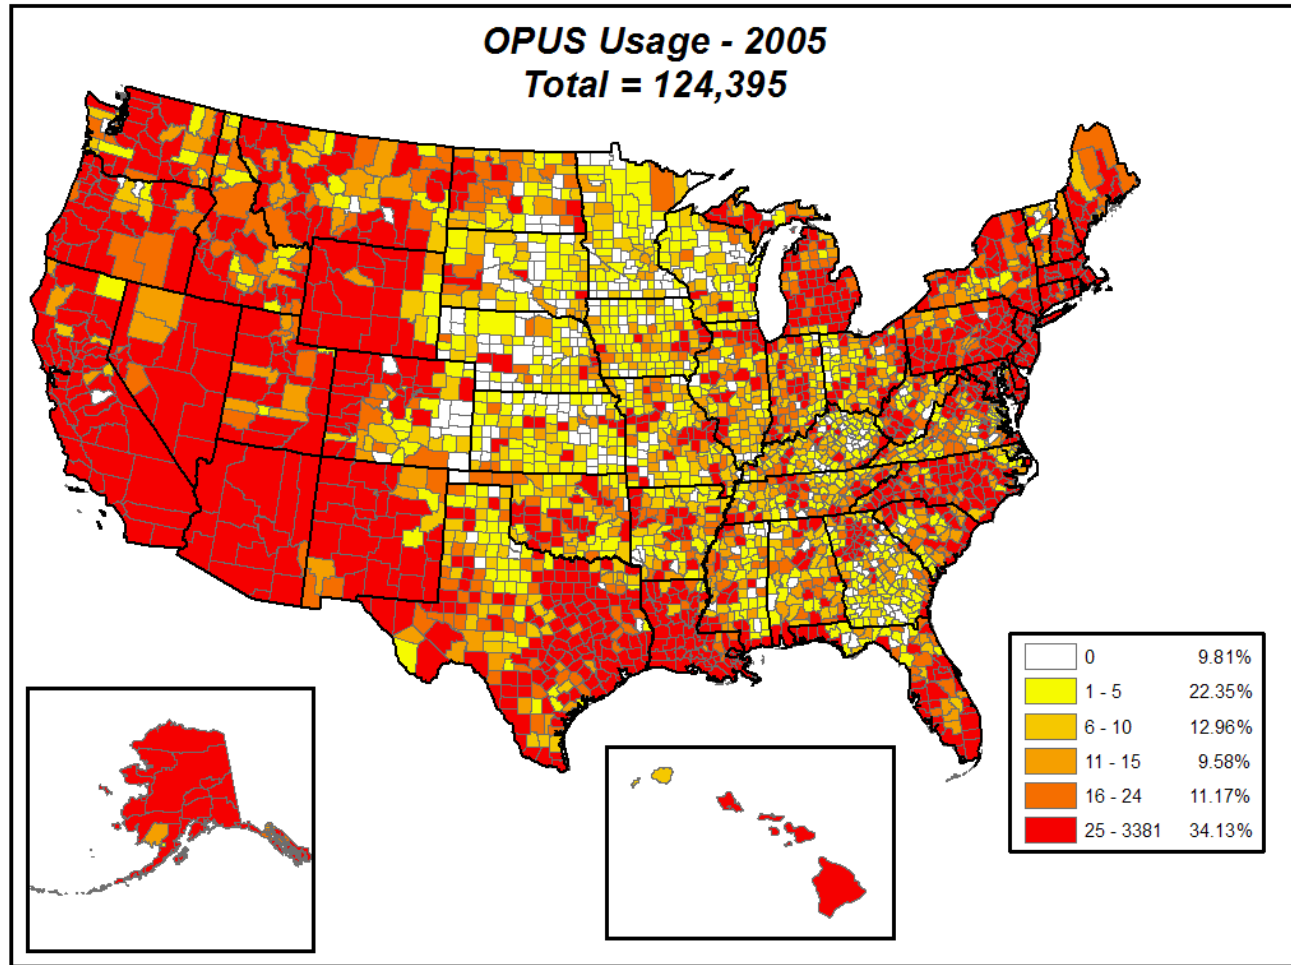 OPUS Usage - 2005
Total = 124,395
0 9.81%
1 - 5 22.35%
6 - 10 12.96%
11 - 15 9.58%
16 - 24 11.17%
25 - 3381 34.13%